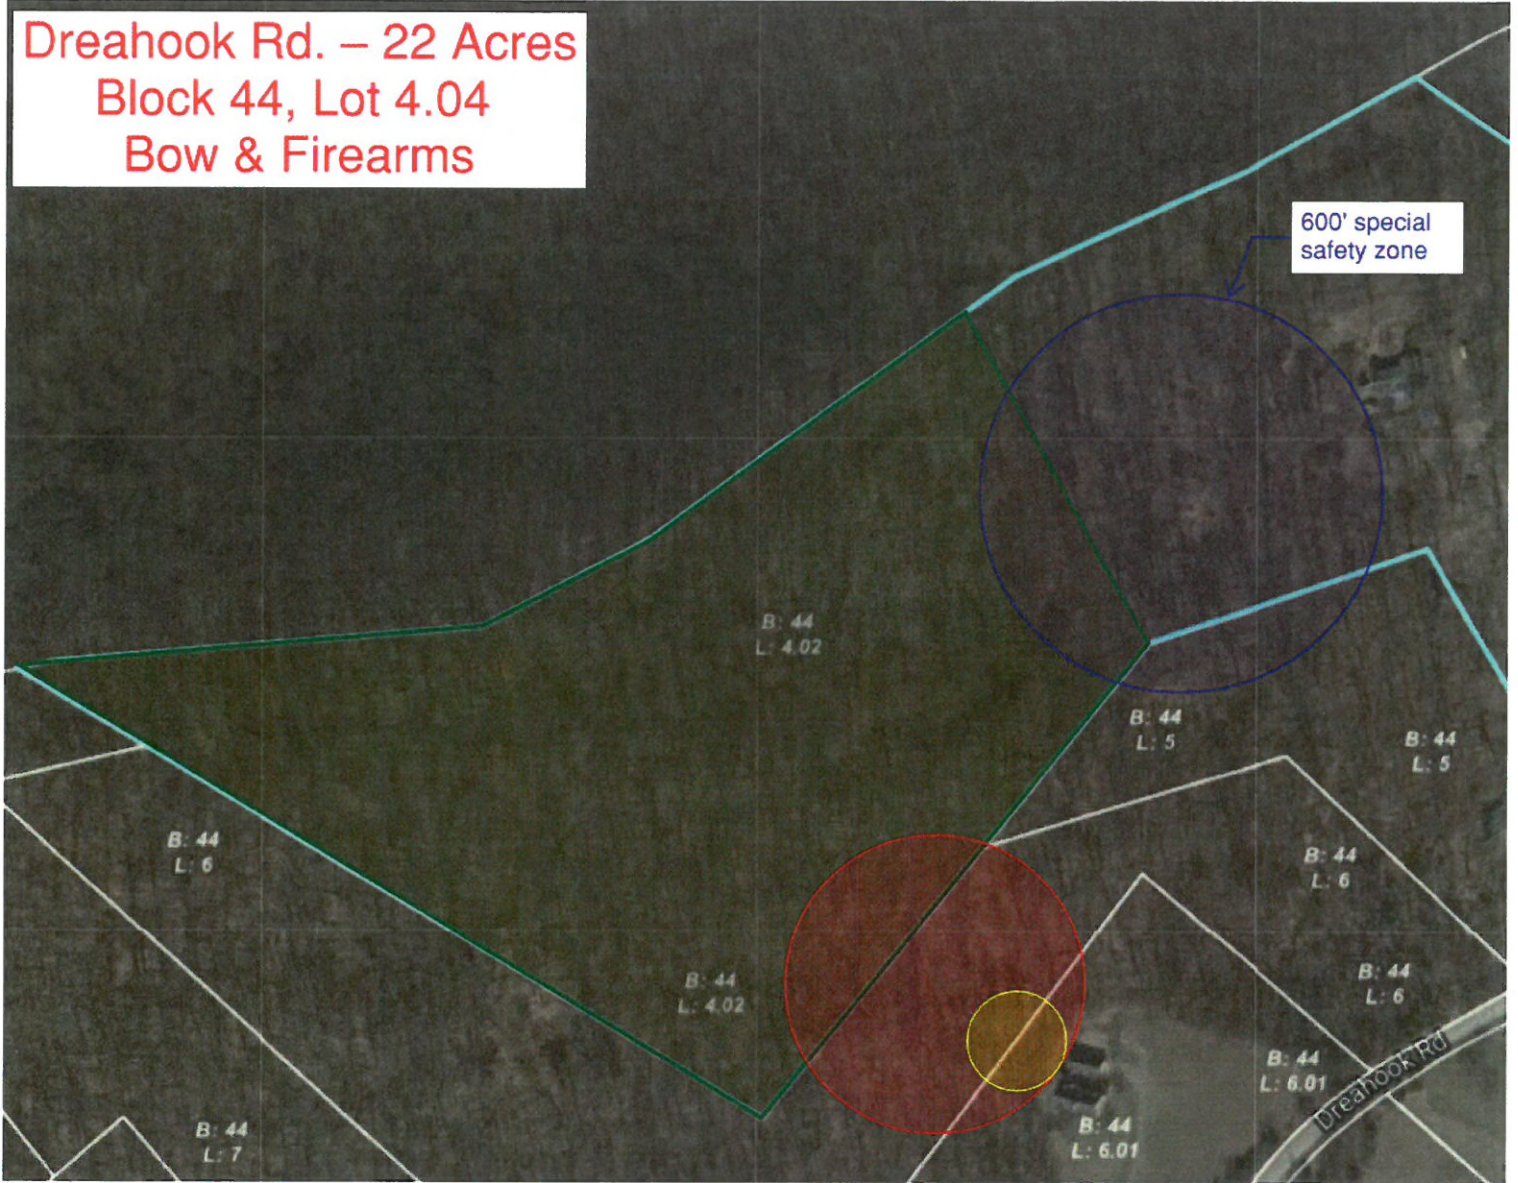 Dreahook Rd. – 22 Acres
Block 44, Lot 4.04
Bow & Firearms
600' special
safety zone
B: 44
L: 4.02
B: 44
L: 5
B: 44
L: 5
B: 44
L: 6
B: 44
L: 6
B: 44
L: 4.02
B: 44
L: 6
B: 44
L: 6.01
Dreahook Rd
B: 44
L: 7
B: 44
L: 6.01